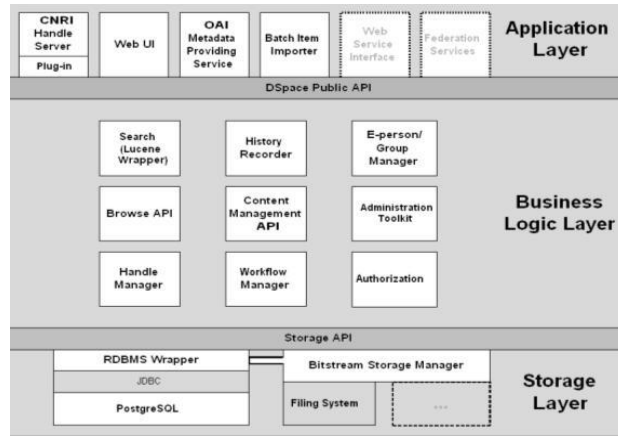 CNRI
Handle
Server
Plug-in
Web UI
OAI
Metadata
Providing
Service
Batch Item
Importer
Web
Service
Interface
Federation
Services
Application
Layer
DSpace Public API
Search
(Lucene
Wrapper)
History
Recorder
E-person/
Group
Manager
Browse API
Content
Management
API
Administration
Toolkit
Business
Logic Layer
Handle
Manager
Workflow
Manager
Authorization
Storage API
RDBMS Wrapper
JDBC
PostgreSQL
Bitstream Storage Manager
Filing System
...
Storage
Layer